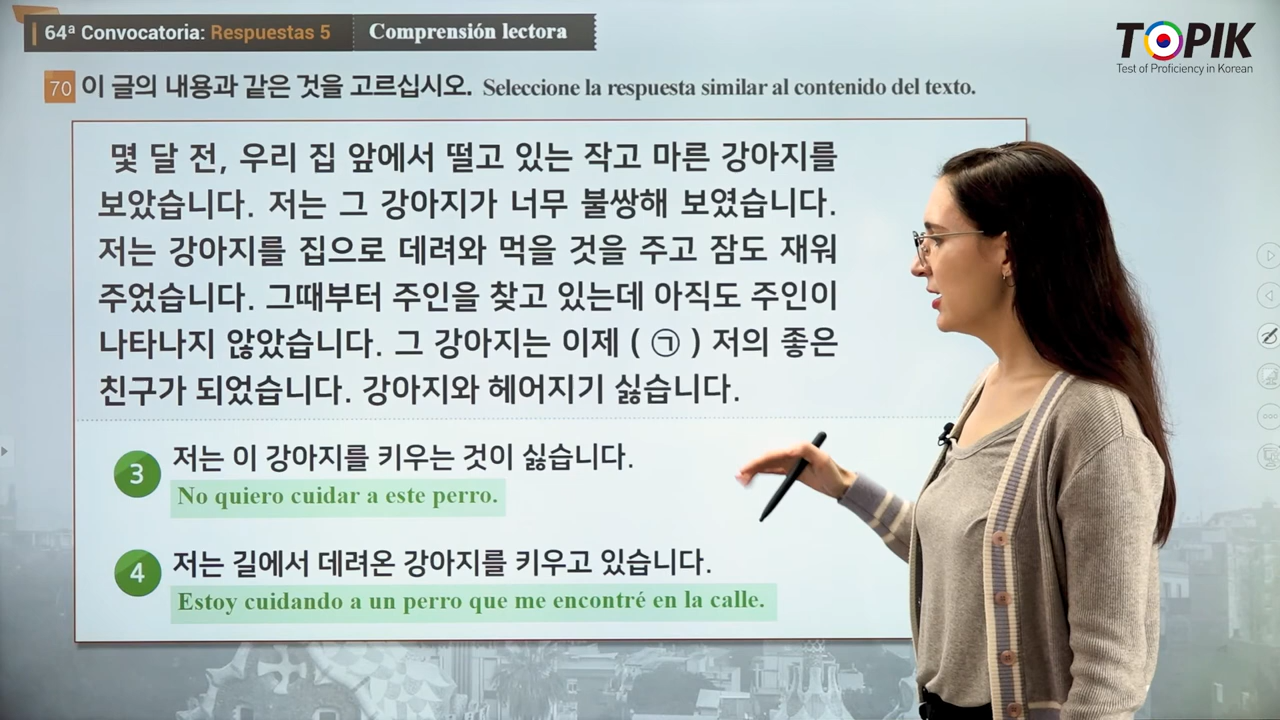 64ª Convocatoria: Respuestas 5 Comprensión lectora
TOPIK
Test of Proficiency in Korean
70 이 글의 내용과 같은 것을 고르십시오. Seleccione la respuesta similar al contenido del texto.
몇 달 전, 우리 집 앞에서 떨고 있는 작고 마른 강아지를
보았습니다. 저는 그 강아지가 너무 불쌍해 보였습니다.
저는 강아지를 집으로 데려와 먹을 것을 주고 잠도 재워
주었습니다. 그때부터 주인을 찾고 있는데 아직도 주인이
나타나지 않았습니다. 그 강아지는 이제 ( ㉠ ) 저의 좋은
친구가 되었습니다. 강아지와 헤어지기 싫습니다.
3 저는 이 강아지를 키우는 것이 싫습니다.
No quiero cuidar a este perro.
4 저는 길에서 데려온 강아지를 키우고 있습니다.
Estoy cuidando a un perro que me encontré en la calle.